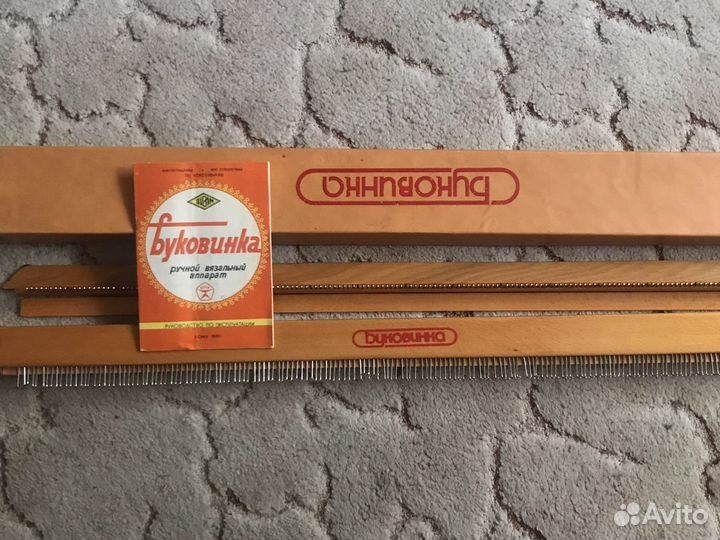 Буковинка
Буковинка
ручной вязальный
аппарат
РУКОВОДСТВО ПО ЭКСПЛУАТАЦИИ
Буковинка
Avito